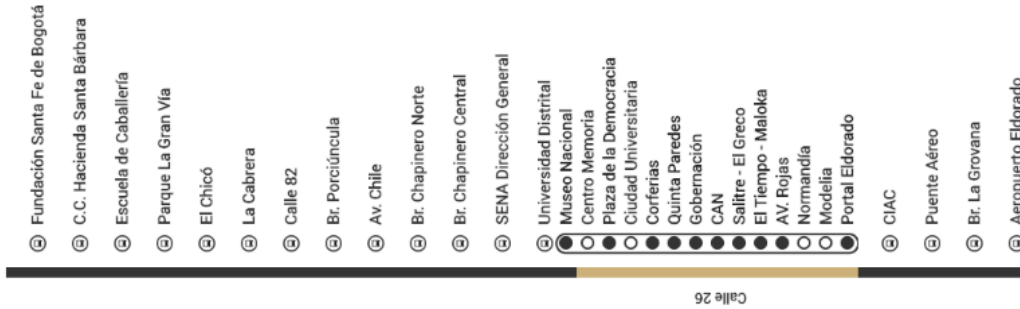 Fundación Santa Fe de Bogotá
C.C. Hacienda Santa Bárbara
Escuela de Caballería
Parque La Gran Vía
El Chicó
La Cabrera
Calle 82
Br. Porciúncula
Av. Chile
Br. Chapinero Norte
Br. Chapinero Central
SENA Dirección General
Universidad Distrital
Museo Nacional
Centro Memoria
Plaza de la Democracia
Ciudad Universitaria
Corferias
Quinta Paredes
Gobernación
CAN
Salitre - El Greco
El Tiempo - Maloka
AV. Rojas
Normandía
Modelia
Portal Eldorado
CIAC
Puente Aéreo
Br. La Grovana
Aeropuerto Eldorado
Calle 26